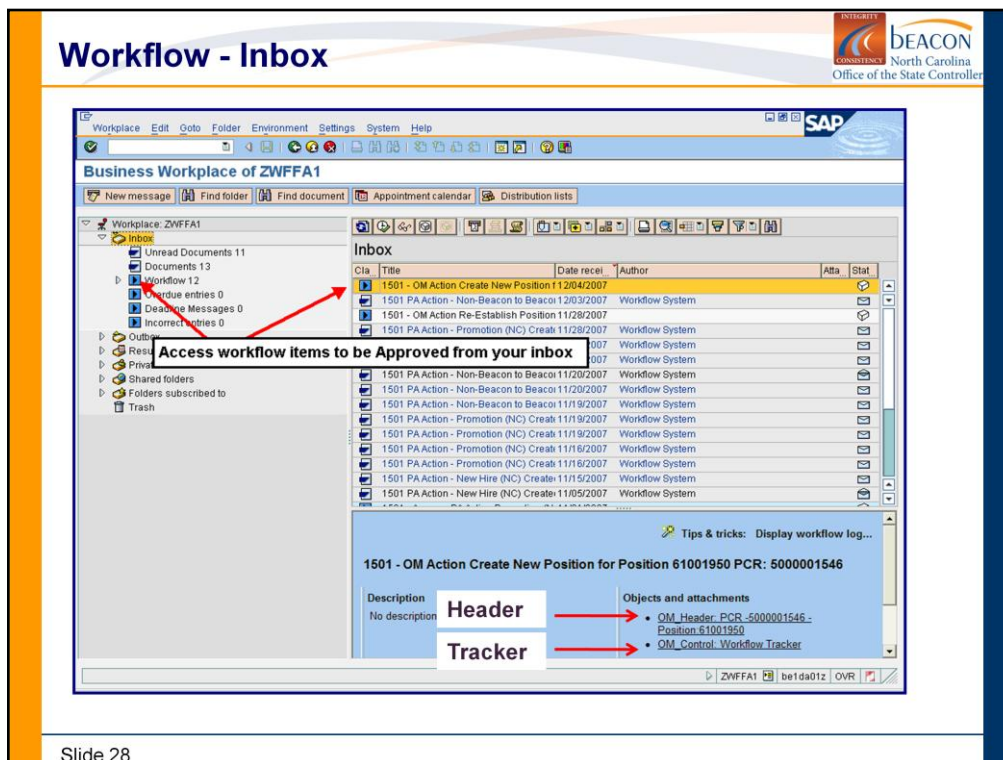 Workflow - Inbox
INTEGRITY
CONSISTENCY
BEACON
North Carolina
Office of the State Controller
Workplace Edit Goto Folder Environment Settings System Help
SAP
Business Workplace of ZWFFA1
New message Find folder Find document Appointment calendar Distribution lists
Workplace: ZWFFA1
Inbox
Unread Documents 11
Documents 13
Workflow 12
Overdue entries 0
Deadline Messages 0
Incorrect entries 0
Outbox
Resu
Priva
Shared folders
Folders subscribed to
Trash
Access workflow items to be Approved from your inbox
Inbox
Cla... Title Date recei... Author Atta... Stat...
1501 - OM Action Create New Position f 12/04/2007
1501 PA Action - Non-Beacon to Beacon 12/03/2007 Workflow System
1501 - OM Action Re-Establish Position 11/28/2007
1501 PA Action - Promotion (NC) Create 11/28/2007 Workflow System
007 Workflow System
007 Workflow System
1501 PA Action - Non-Beacon to Beacon 11/20/2007 Workflow System
1501 PA Action - Non-Beacon to Beacon 11/20/2007 Workflow System
1501 PA Action - Non-Beacon to Beacon 11/19/2007 Workflow System
1501 PA Action - Promotion (NC) Create 11/19/2007 Workflow System
1501 PA Action - Promotion (NC) Create 11/19/2007 Workflow System
1501 PA Action - Promotion (NC) Create 11/16/2007 Workflow System
1501 PA Action - Promotion (NC) Create 11/16/2007 Workflow System
1501 PA Action - New Hire (NC) Create 11/15/2007 Workflow System
1501 PA Action - New Hire (NC) Create 11/05/2007 Workflow System
Tips & tricks: Display workflow log...
1501 - OM Action Create New Position for Position 61001950 PCR: 5000001546
Description
No description
Header
Tracker
Objects and attachments
OM_Header: PCR -5000001546 -
Position:61001950
OM_Control: Workflow Tracker
ZWFFA1 be1da01z OVR
Slide 28